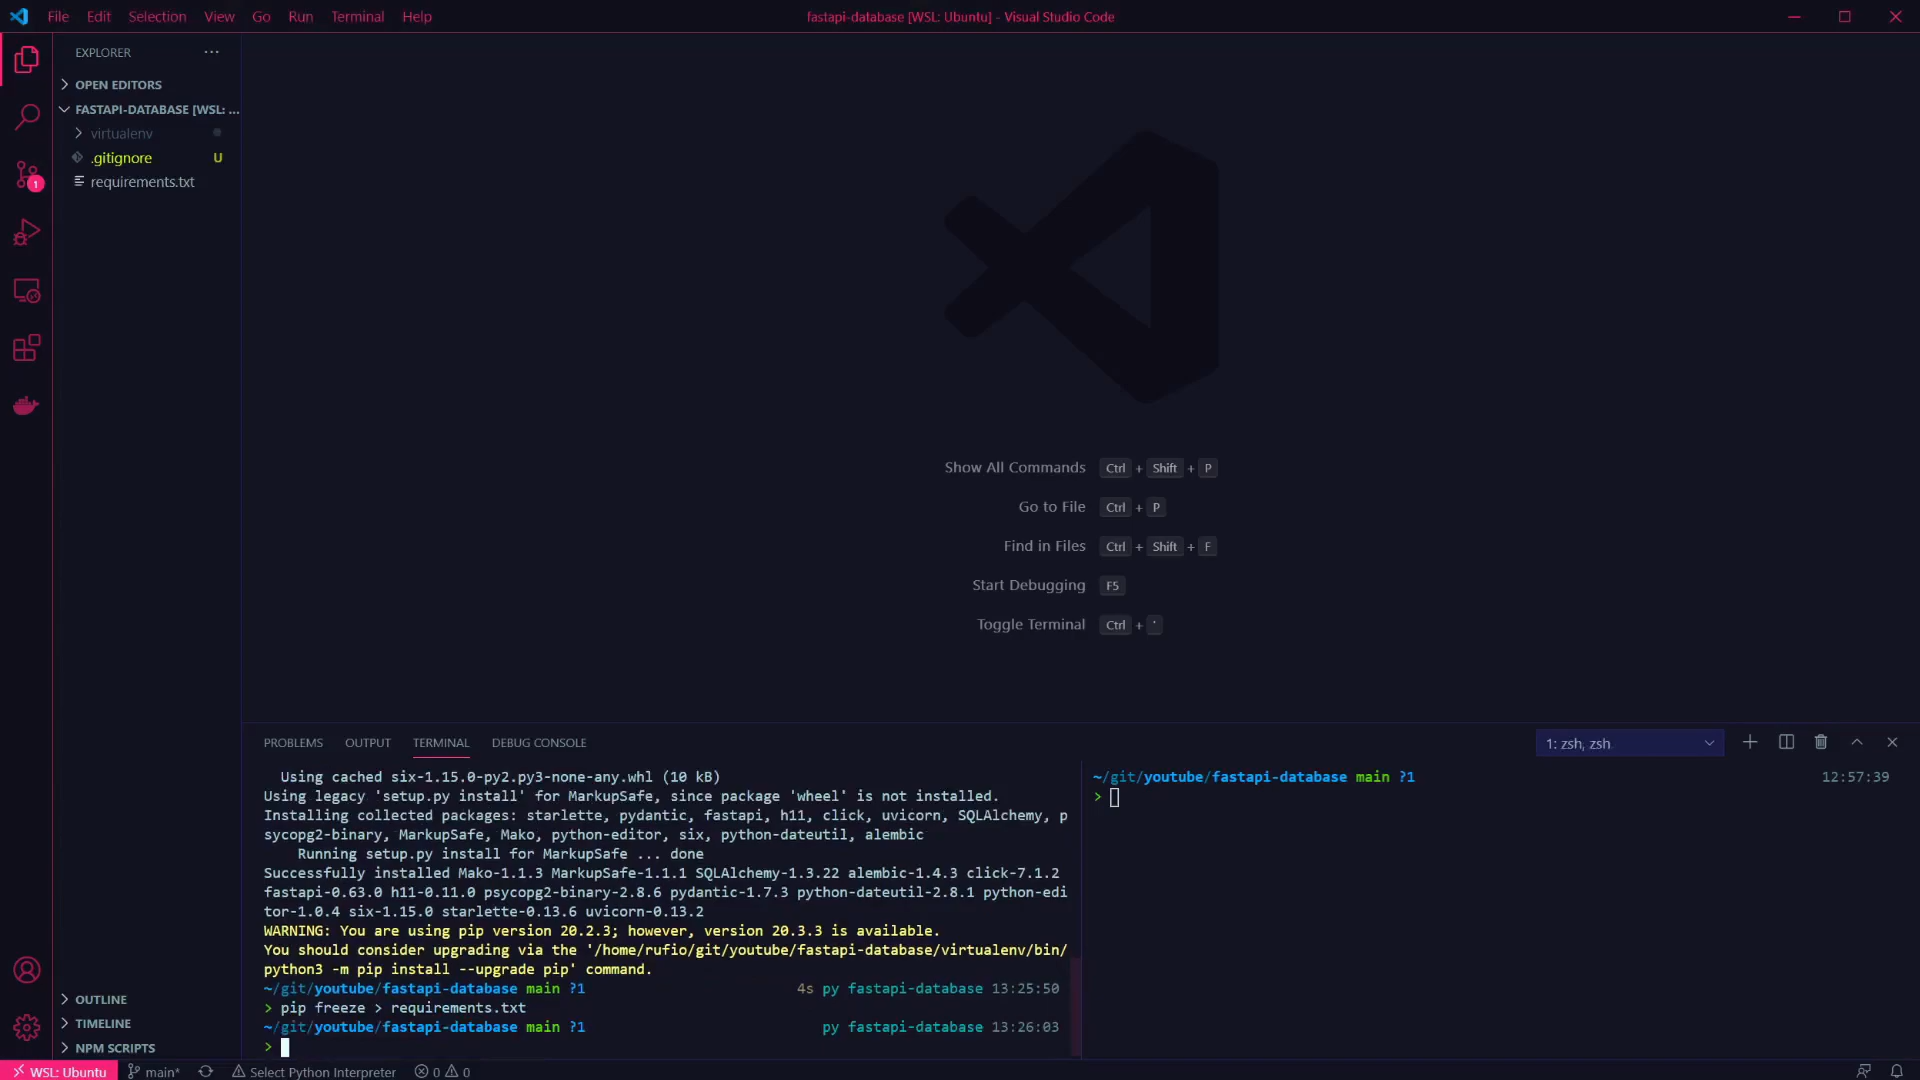 File Edit Selection View Go Run Terminal Help
fastapi-database [WSL: Ubuntu] - Visual Studio Code
EXPLORER
OPEN EDITORS
FASTAPI-DATABASE [WSL: ...
virtualenv
.gitignore U
requirements.txt
1
Show All Commands Ctrl + Shift + P
Go to File Ctrl + P
Find in Files Ctrl + Shift + F
Start Debugging F5
Toggle Terminal Ctrl + '
PROBLEMS OUTPUT TERMINAL DEBUG CONSOLE
1: zsh, zsh
Using cached six-1.15.0-py2.py3-none-any.whl (10 kB)
Using legacy 'setup.py install' for MarkupSafe, since package 'wheel' is not installed.
Installing collected packages: starlette, pydantic, fastapi, h11, click, uvicorn, SQLAlchemy, p
sycopg2-binary, MarkupSafe, Mako, python-editor, six, python-dateutil, alembic
Running setup.py install for MarkupSafe ... done
Successfully installed Mako-1.1.3 MarkupSafe-1.1.1 SQLAlchemy-1.3.22 alembic-1.4.3 click-7.1.2
fastapi-0.63.0 h11-0.11.0 psycopg2-binary-2.8.6 pydantic-1.7.3 python-dateutil-2.8.1 python-edi
tor-1.0.4 six-1.15.0 starlette-0.13.6 uvicorn-0.13.2
WARNING: You are using pip version 20.2.3; however, version 20.3.3 is available.
You should consider upgrading via the '/home/rufio/git/youtube/fastapi-database/virtualenv/bin/
python3 -m pip install --upgrade pip' command.
~/git/youtube/fastapi-database main ?1 4s py fastapi-database 13:25:50
> pip freeze > requirements.txt
~/git/youtube/fastapi-database main ?1 py fastapi-database 13:26:03
>
~/git/youtube/fastapi-database main ?1 12:57:39
>
OUTLINE
TIMELINE
NPM SCRIPTS
WSL: Ubuntu main* Select Python Interpreter 0 0